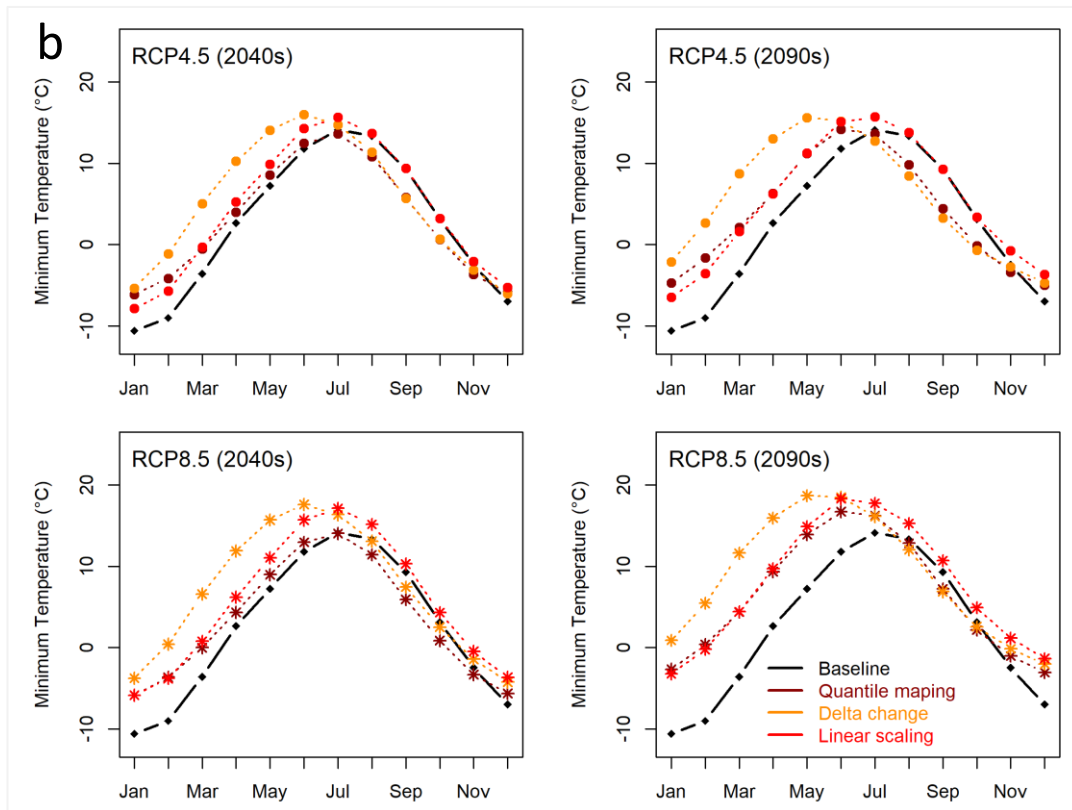 b
RCP4.5 (2040s)
Minimum Temperature (°C)
20
10
0
-10
Jan Mar May Jul Sep Nov
RCP4.5 (2090s)
Minimum Temperature (°C)
20
10
0
-10
Jan Mar May Jul Sep Nov
RCP8.5 (2040s)
Minimum Temperature (°C)
20
10
0
-10
Jan Mar May Jul Sep Nov
RCP8.5 (2090s)
Minimum Temperature (°C)
20
10
0
-10
Baseline
Quantile maping
Delta change
Linear scaling
Jan Mar May Jul Sep Nov